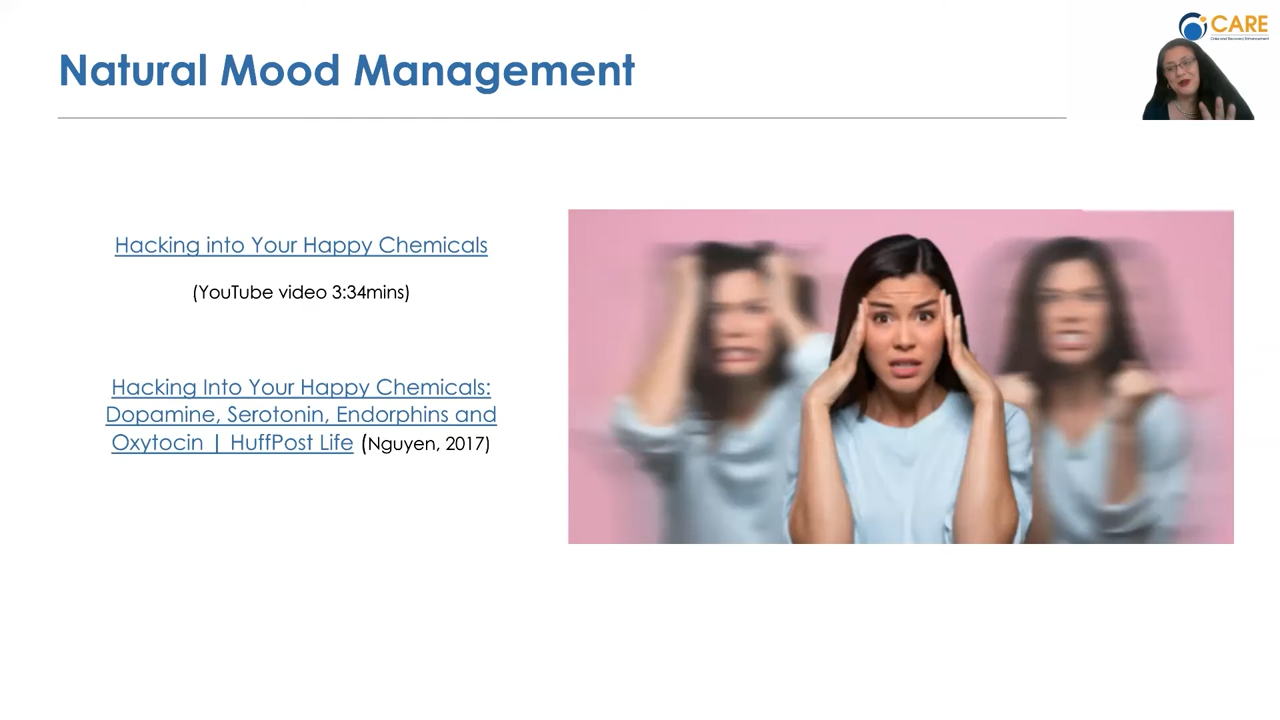 CARE
Crisis and Recovery Enhancement
Natural Mood Management
Hacking into Your Happy Chemicals
(YouTube video 3:34mins)
Hacking Into Your Happy Chemicals:
Dopamine, Serotonin, Endorphins and
Oxytocin | HuffPost Life (Nguyen, 2017)